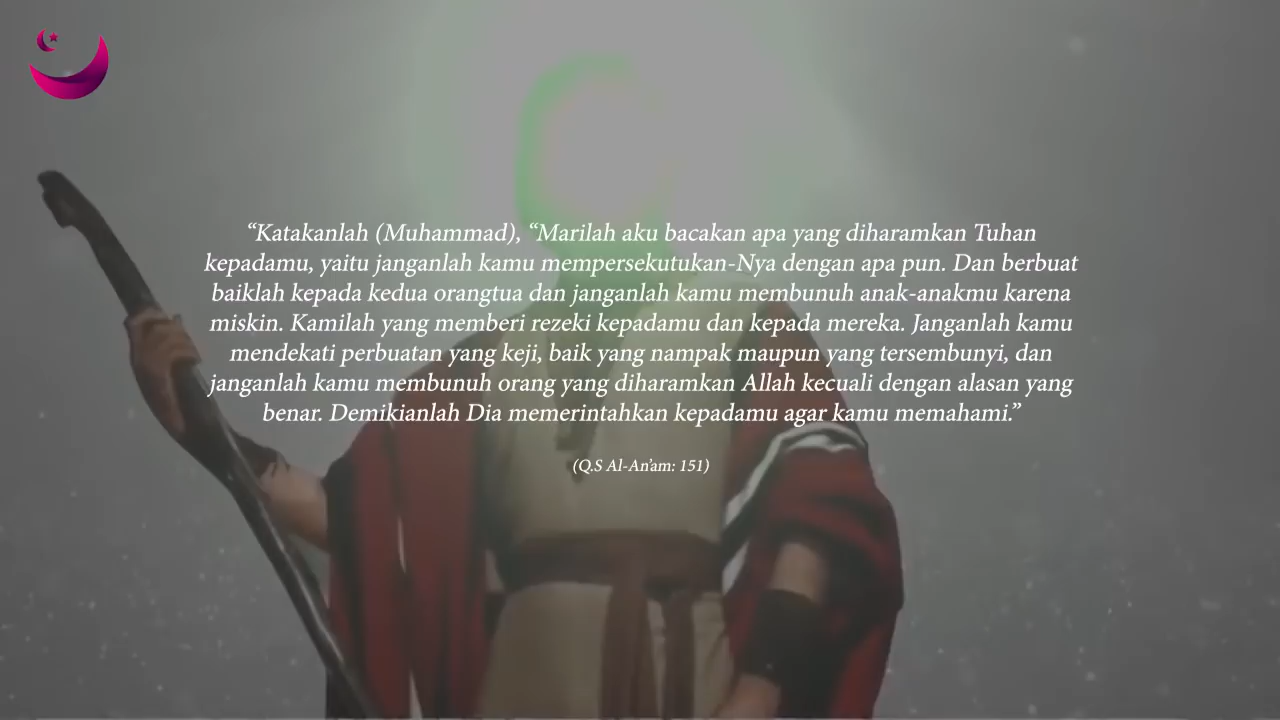 “Katakanlah (Muhammad), “Marilah aku bacakan apa yang diharamkan Tuhan
kepadamu, yaitu janganlah kamu mempersekutukan-Nya dengan apa pun. Dan berbuat
baiklah kepada kedua orangtua dan janganlah kamu membunuh anak-anakmu karena
miskin. Kamilah yang memberi rezeki kepadamu dan kepada mereka. Janganlah kamu
mendekati perbuatan yang keji, baik yang nampak maupun yang tersembunyi, dan
janganlah kamu membunuh orang yang diharamkan Allah kecuali dengan alasan yang
benar. Demikianlah Dia memerintahkan kepadamu agar kamu memahami.”
(Q.S Al-An’am: 151)